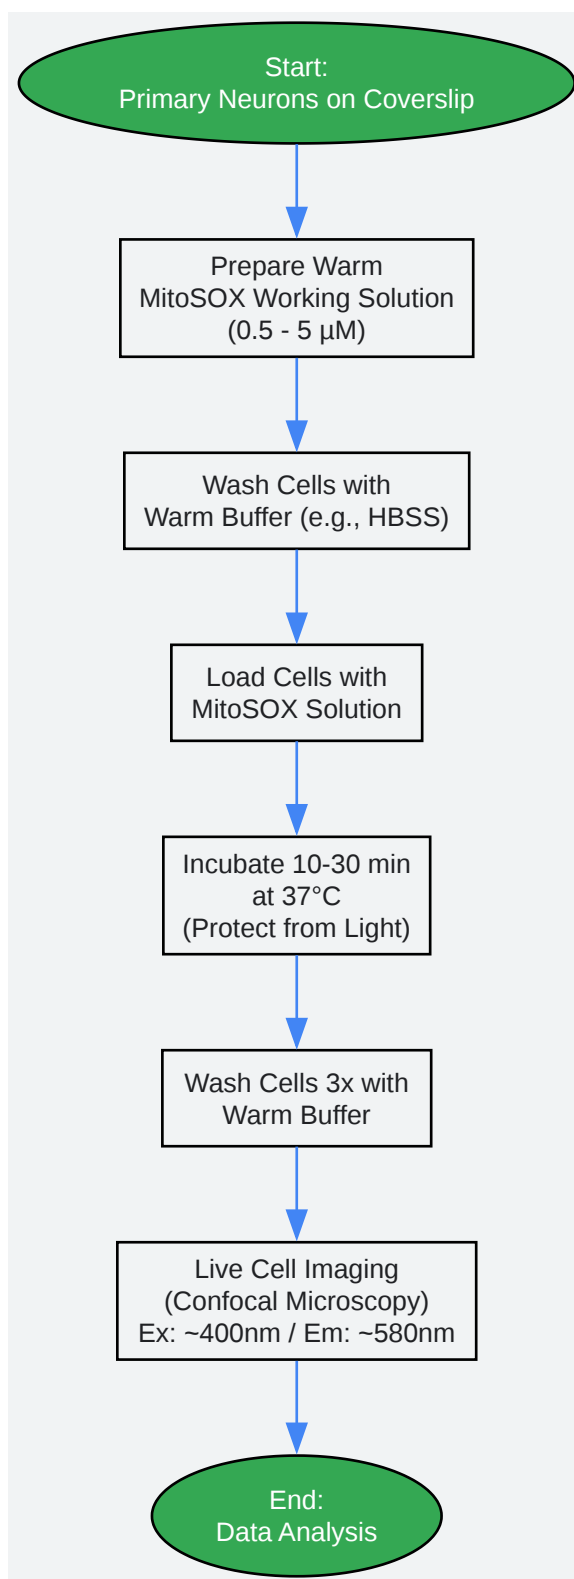 Start:
Primary Neurons on Coverslip
Prepare Warm
MitoSOX Working Solution
(0.5 - 5 µM)
Wash Cells with
Warm Buffer (e.g., HBSS)
Load Cells with
MitoSOX Solution
Incubate 10-30 min
at 37°C
(Protect from Light)
Wash Cells 3x with
Warm Buffer
Live Cell Imaging
(Confocal Microscopy)
Ex: ~400nm / Em: ~580nm
End:
Data Analysis